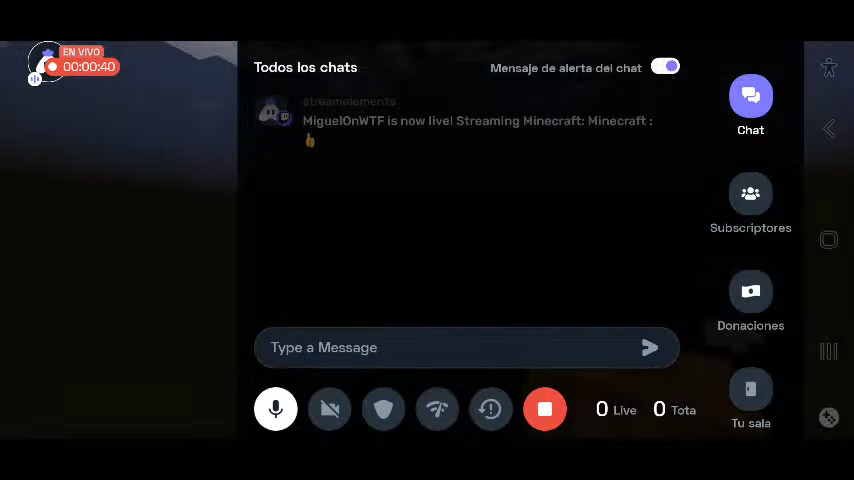 EN VIVO
00:00:40
Todos los chats
Mensaje de alerta del chat
streamelements
MiguelOnWTF is now live! Streaming Minecraft: Minecraft :
👍
Chat
Subscriptores
Donaciones
Type a Message
Tu sala
0 Live
0 Tota